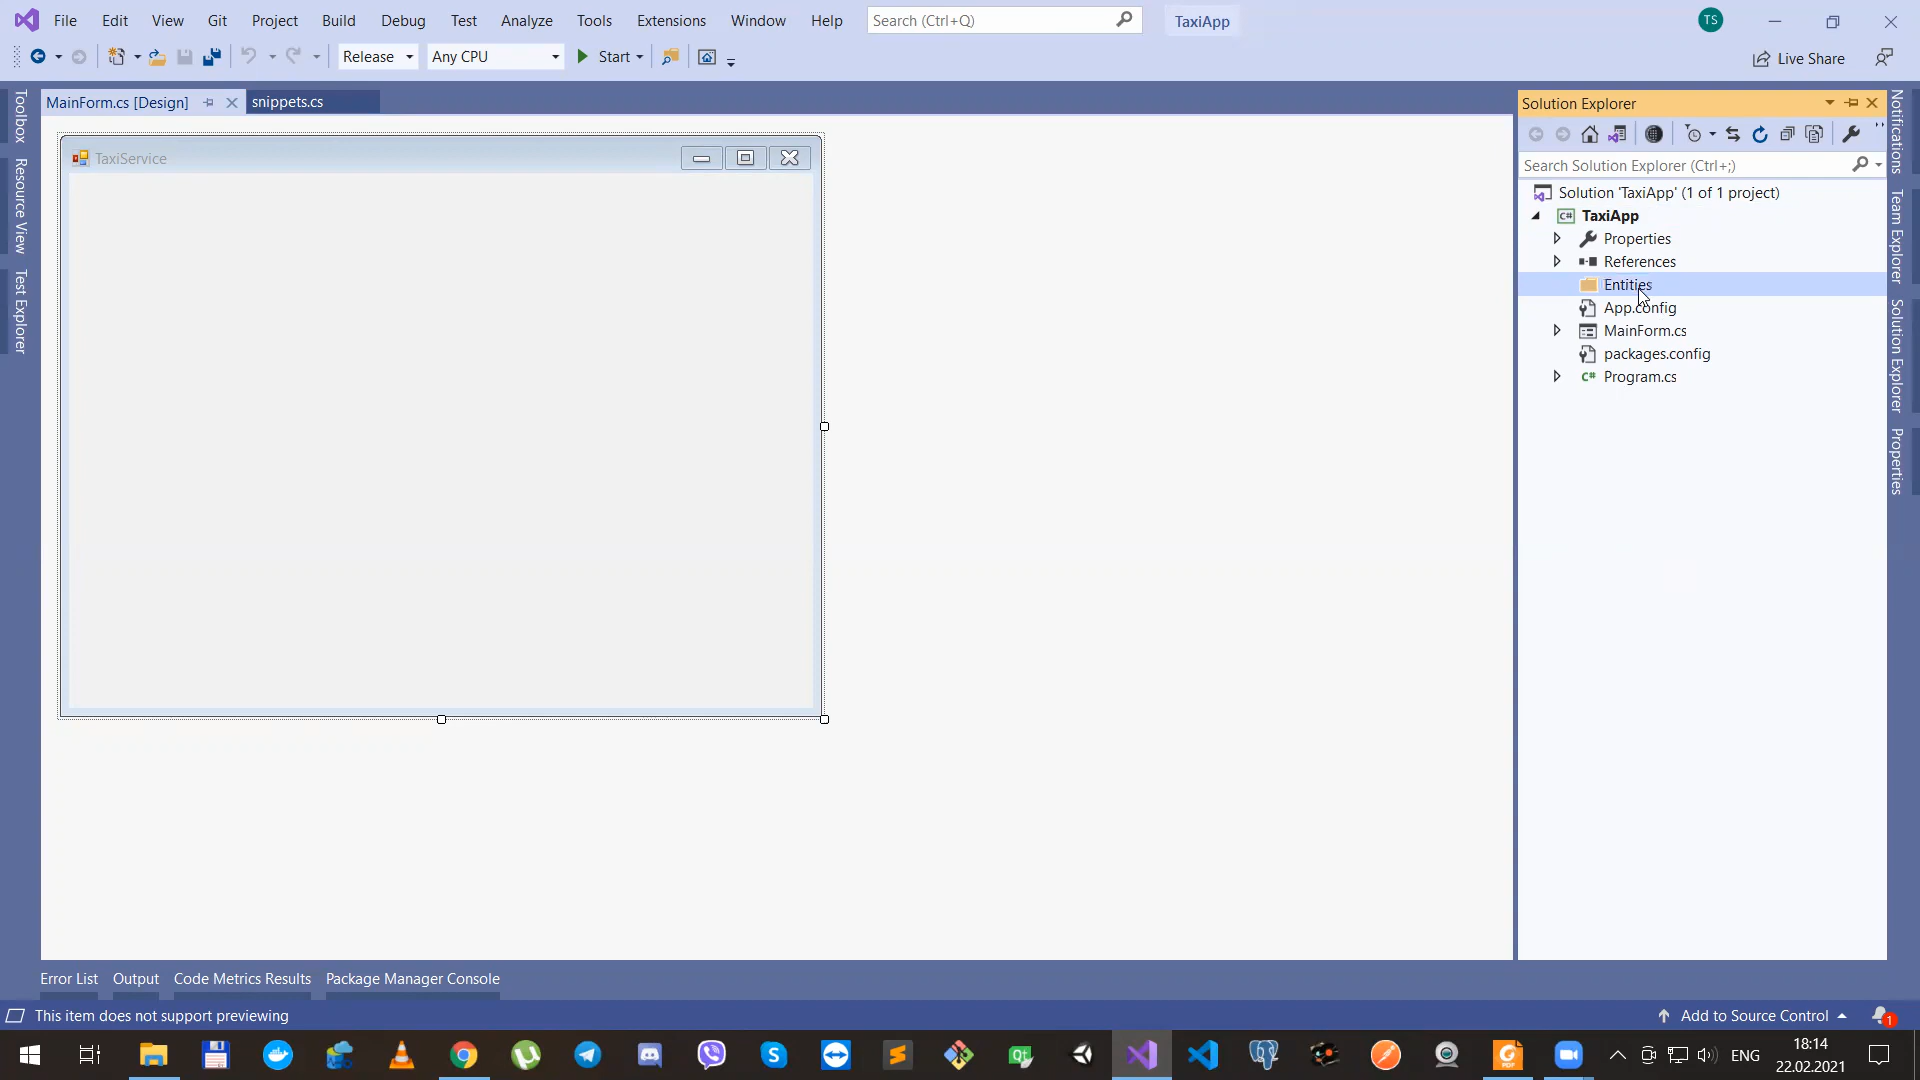 File Edit View Git Project Build Debug Test Analyze Tools Extensions Window Help Search (Ctrl+Q) TaxiApp TS
Release Any CPU Start Live Share
MainForm.cs [Design] snippets.cs
TaxiService
Toolbox
Resource View
Test Explorer
Solution Explorer
Search Solution Explorer (Ctrl+;)
Solution 'TaxiApp' (1 of 1 project)
C# TaxiApp
Properties
References
Entities
App.config
MainForm.cs
packages.config
C# Program.cs
Notifications
Team Explorer
Solution Explorer
Properties
Error List Output Code Metrics Results Package Manager Console
This item does not support previewing Add to Source Control 1
ENG
18:14
22.02.2021